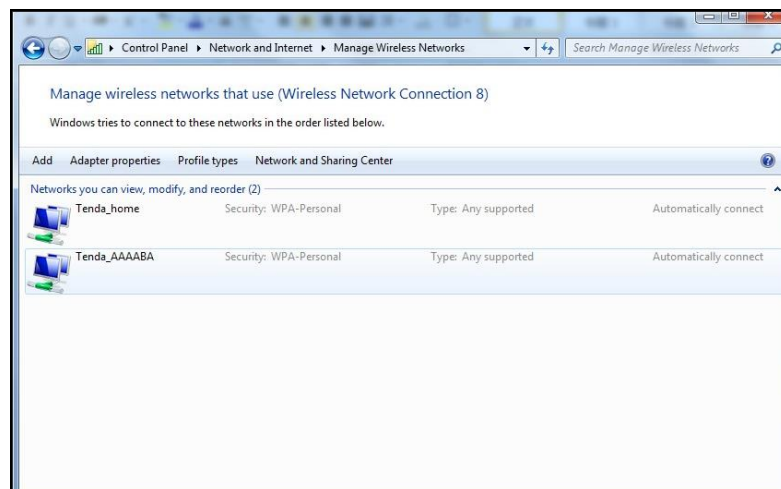 Control Panel ▸ Network and Internet ▸ Manage Wireless Networks Search Manage Wireless Networks
Manage wireless networks that use (Wireless Network Connection 8)
Windows tries to connect to these networks in the order listed below.
Add Adapter properties Profile types Network and Sharing Center
Networks you can view, modify, and reorder (2)
Tenda_home Security: WPA-Personal Type: Any supported Automatically connect
Tenda_AAAABA Security: WPA-Personal Type: Any supported Automatically connect